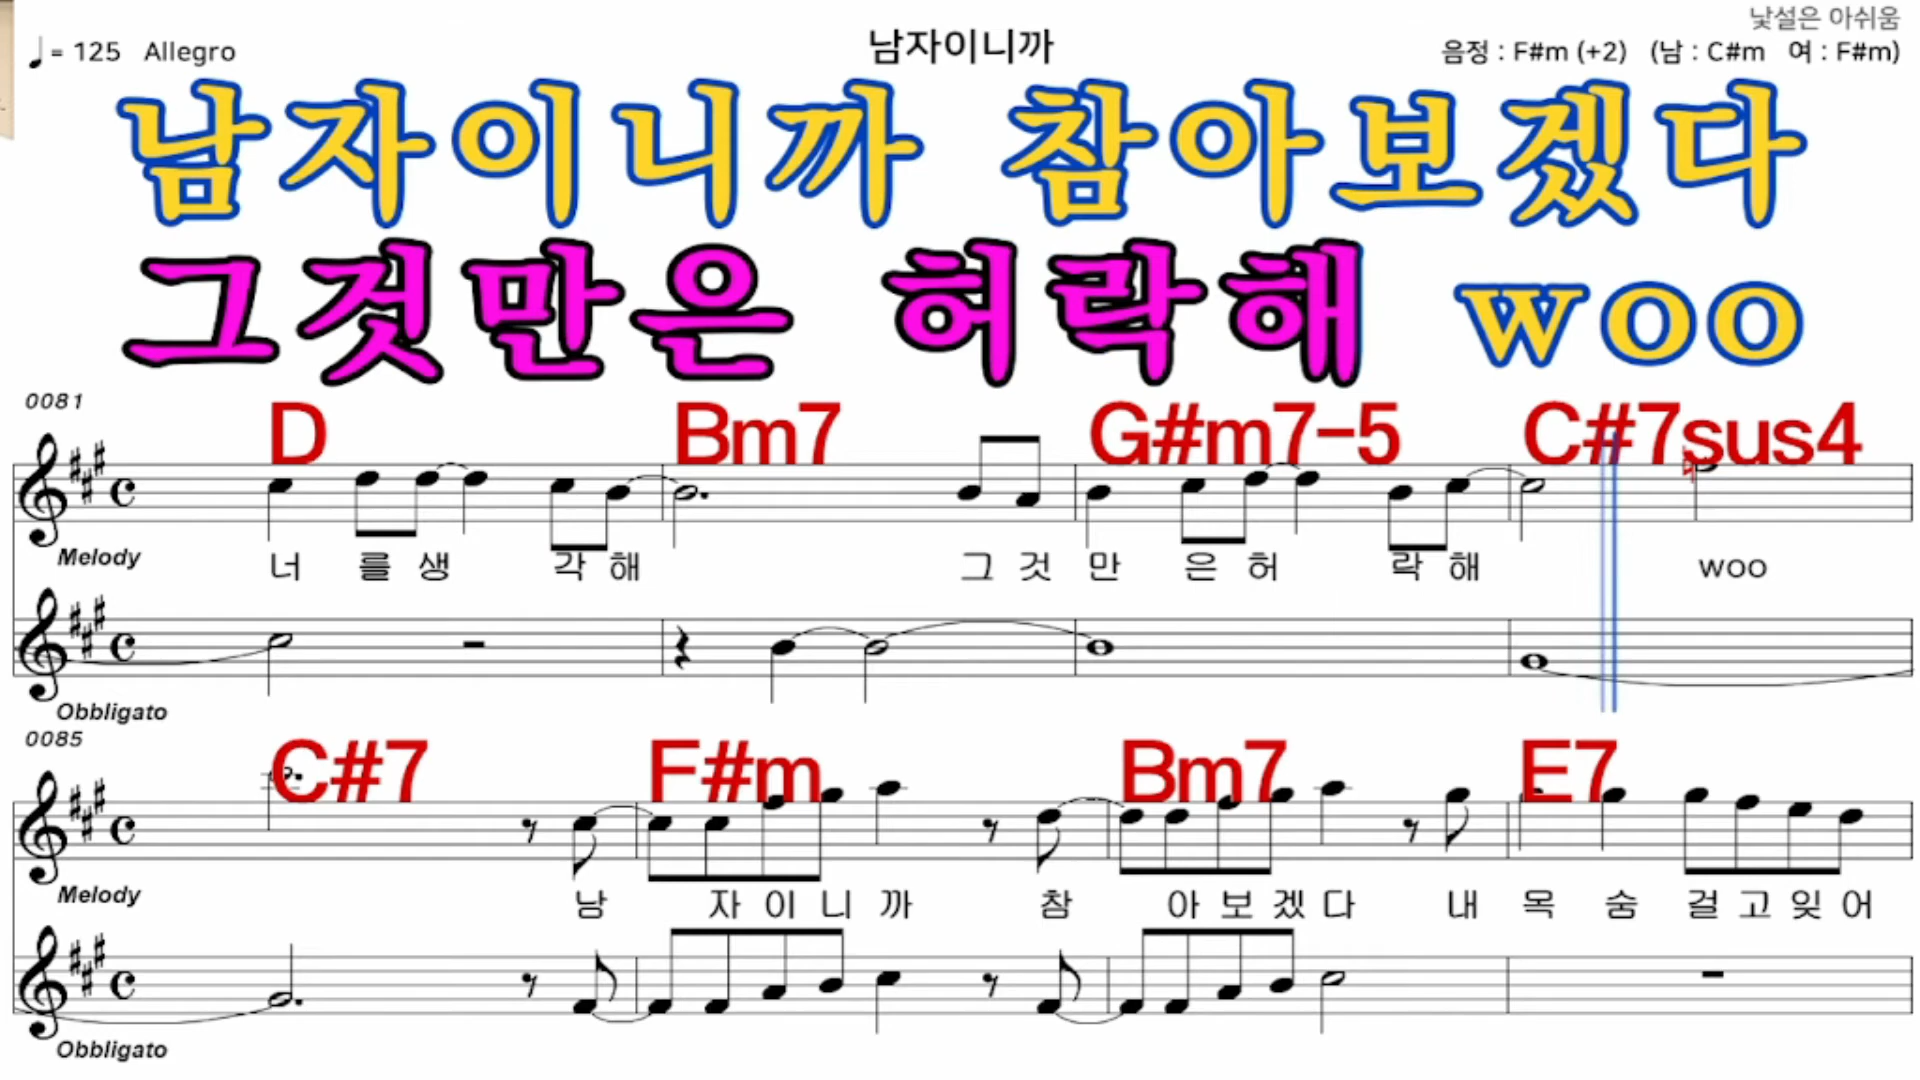 낯설은 아쉬움
♩= 125 Allegro
남자이니까
음정 : F#m (+2) (남 : C#m 여 : F#m)
남자이니까 참아보겠다
그것만은 허락해 woo
0081
D Bm7 G#m7-5 C#7sus4
Melody
너 를 생 각 해 그 것 만 은 허 락 해 woo
Obbligato
0085
C#7 F#m Bm7 E7
Melody
남 자 이 니 까 참 아 보 겠 다 내 목 숨 걸 고 잊 어
Obbligato